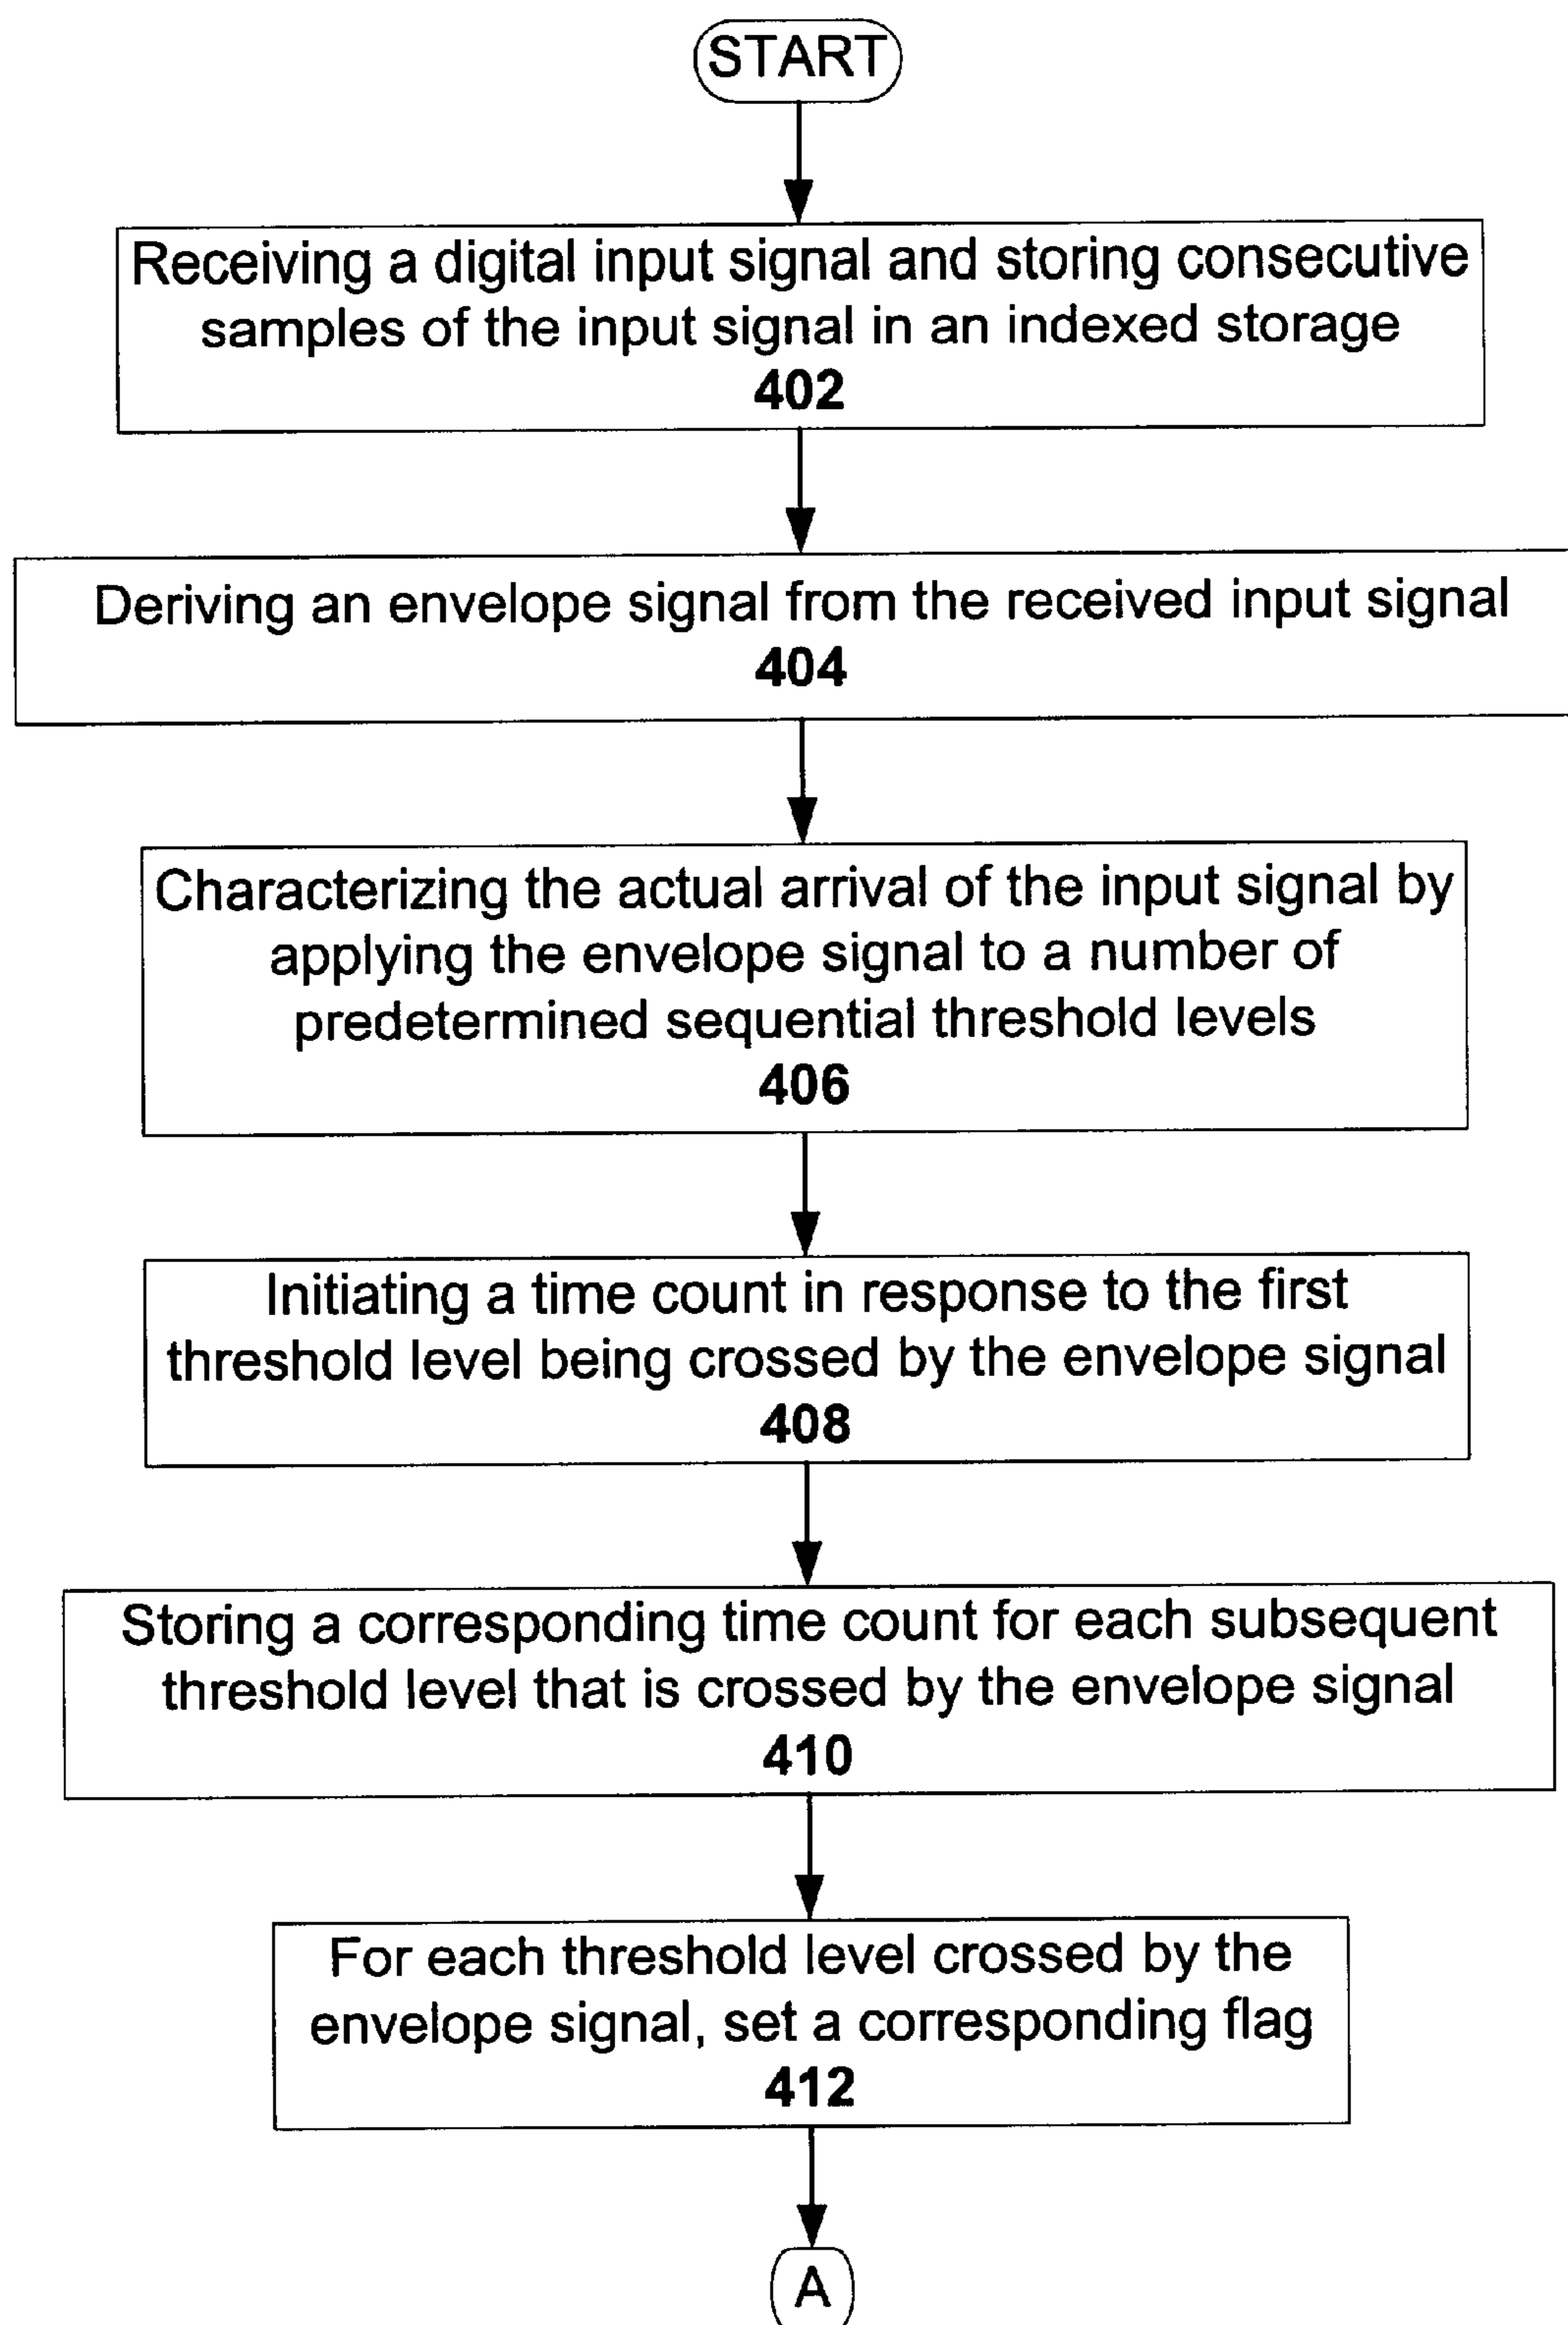 START
Receiving a digital input signal and storing consecutive
samples of the input signal in an indexed storage
402
Deriving an envelope signal from the received input signal
404
Characterizing the actual arrival of the input signal by
applying the envelope signal to a number of
predetermined sequential threshold levels
406
Initiating a time count in response to the first
threshold level being crossed by the envelope signal
408
Storing a corresponding time count for each subsequent
threshold level that is crossed by the envelope signal
410
For each threshold level crossed by the
envelope signal, set a corresponding flag
412
A